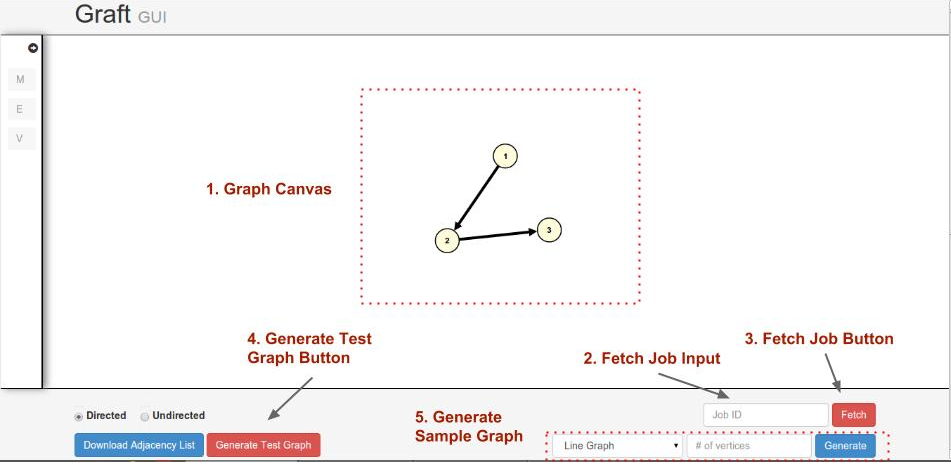 Graft GUI
M
E
V
1. Graph Canvas
1
2
3
4. Generate Test
Graph Button
3. Fetch Job Button
2. Fetch Job Input
Directed
Undirected
5. Generate
Sample Graph
Job ID
Fetch
Download Adjacency List
Generate Test Graph
Line Graph
# of vertices
Generate